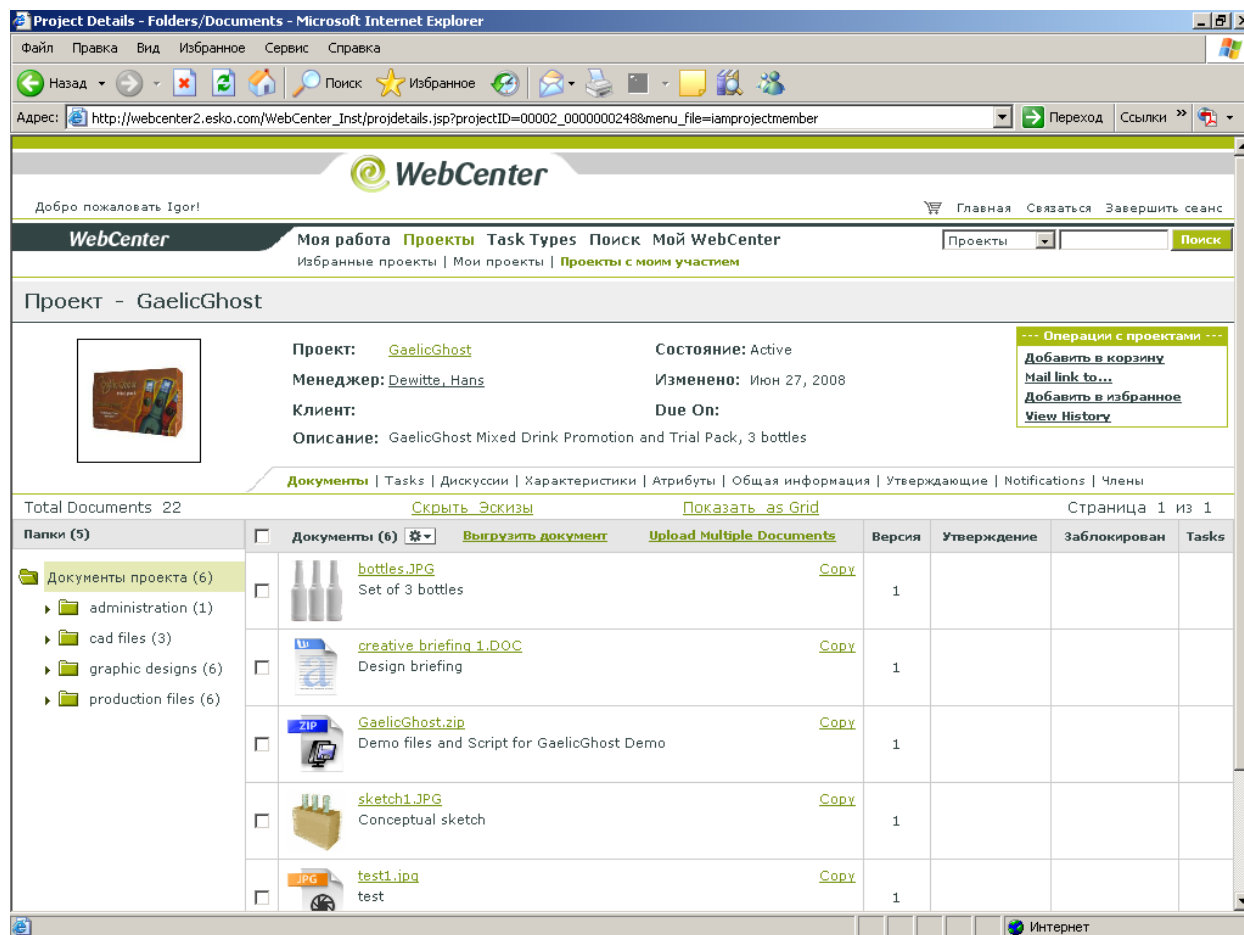 Project Details - Folders/Documents - Microsoft Internet Explorer
Файл Правка Вид Избранное Сервис Справка
Назад Поиск Избранное
Адрес: http://webcenter2.esko.com/WebCenter_Inst/projdetails.jsp?projectID=00002_0000000248&menu_file=iamprojectmember Переход Ссылки »
WebCenter
Добро пожаловать Igor! Главная Связаться Завершить сеанс
WebCenter Моя работа Проекты Task Types Поиск Мой WebCenter Проекты Поиск
Избранные проекты | Мои проекты | Проекты с моим участием
Проект - GaelicGhost
Проект: GaelicGhost Состояние: Active
Менеджер: Dewitte, Hans Изменено: Июн 27, 2008
Клиент: Due On:
Описание: GaelicGhost Mixed Drink Promotion and Trial Pack, 3 bottles
--- Операции с проектами ---
Добавить в корзину
Mail link to...
Добавить в избранное
View History
Документы | Tasks | Дискуссии | Характеристики | Атрибуты | Общая информация | Утверждающие | Notifications | Члены
Total Documents 22 Скрыть Эскизы Показать as Grid Страница 1 из 1
Папки (5) Документы (6) Выгрузить документ Upload Multiple Documents Версия Утверждение Заблокирован Tasks
Документы проекта (6)
administration (1)
cad files (3)
graphic designs (6)
production files (6)
bottles.JPG Copy
Set of 3 bottles 1
creative briefing 1.DOC Copy
Design briefing 1
ZIP GaelicGhost.zip Copy
Demo files and Script for GaelicGhost Demo 1
sketch1.JPG Copy
Conceptual sketch 1
JPG test1.jpg Copy
test 1
Интернет